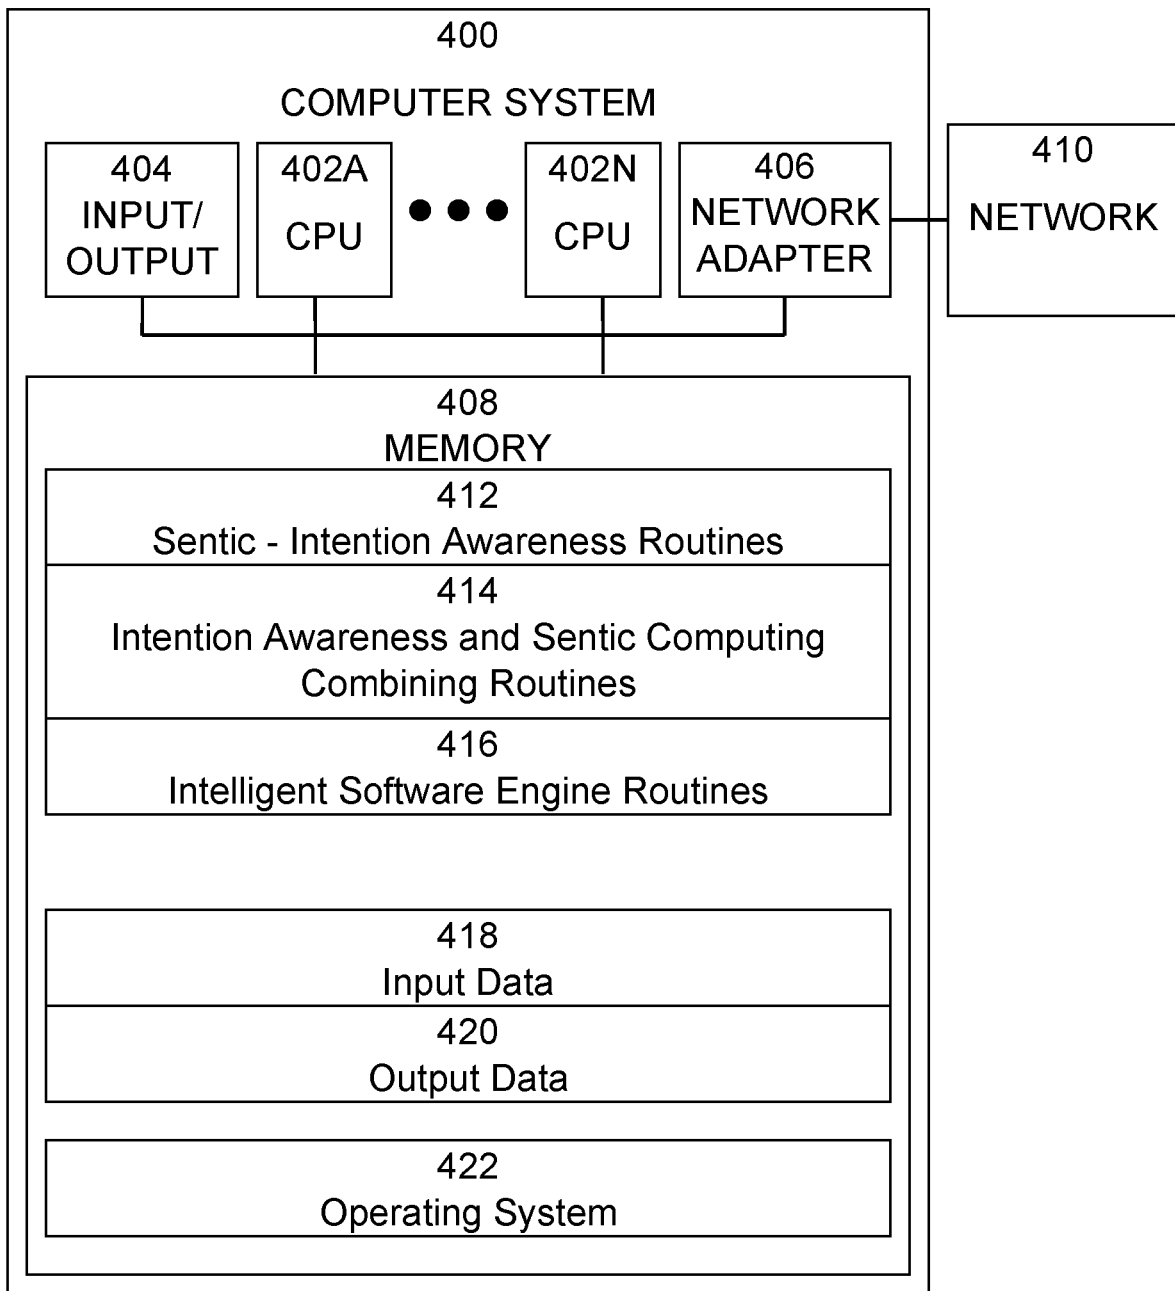 400
COMPUTER SYSTEM
404
INPUT/
OUTPUT
402A
CPU
402N
CPU
406
NETWORK
ADAPTER
410
NETWORK
408
MEMORY
412
Sentic - Intention Awareness Routines
414
Intention Awareness and Sentic Computing
Combining Routines
416
Intelligent Software Engine Routines
418
Input Data
420
Output Data
422
Operating System